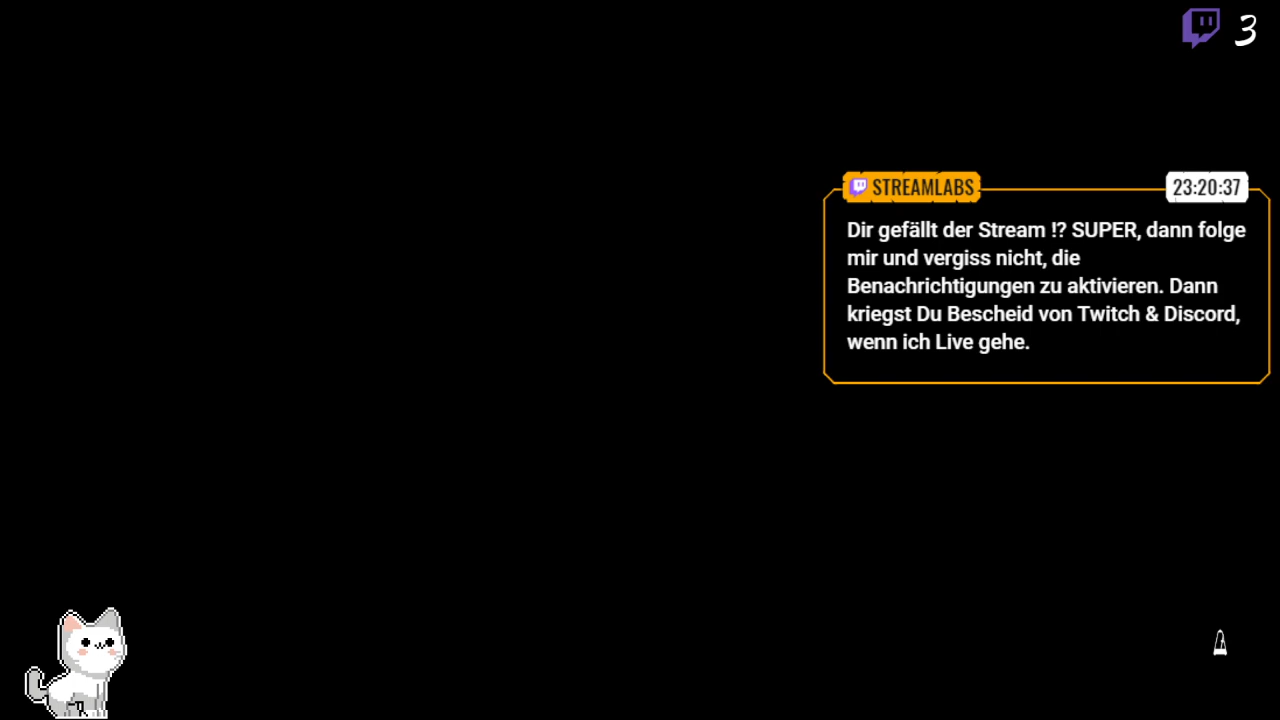 3
STREAMLABS
23:20:37
Dir gefällt der Stream !? SUPER, dann folge
mir und vergiss nicht, die
Benachrichtigungen zu aktivieren. Dann
kriegst Du Bescheid von Twitch & Discord,
wenn ich Live gehe.